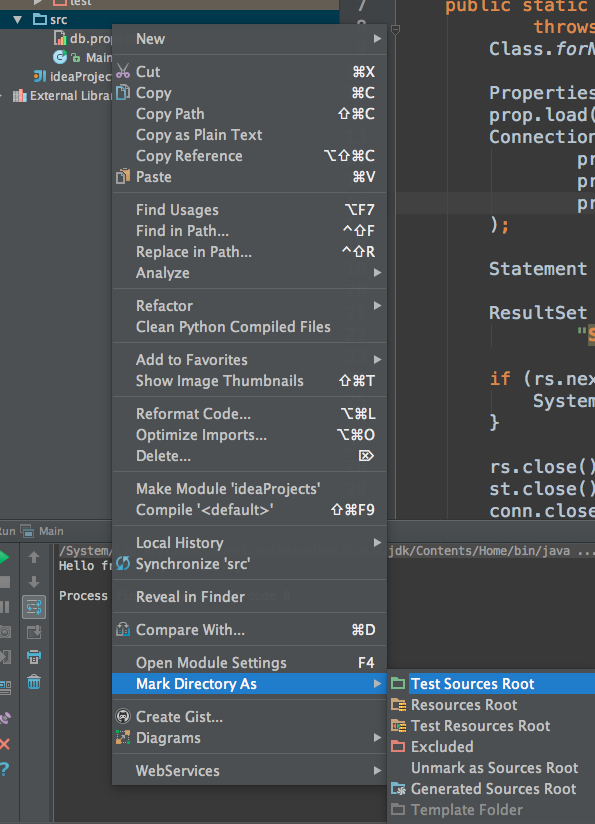 test
src
db.prop
Main
ideaProjec
External Libra
7
public static
throws
Class.forN
Properties
prop.load(
Connection
pr
pr
pr
);
Statement
ResultSet
"S
if (rs.nex
System
}
rs.close()
st.close()
conn.close
New
Cut ⌘X
Copy ⌘C
Copy Path ⇧⌘C
Copy as Plain Text
Copy Reference ⌥⇧⌘C
Paste ⌘V
Find Usages ⌥F7
Find in Path... ^⇧F
Replace in Path... ^⇧R
Analyze
Refactor
Clean Python Compiled Files
Add to Favorites
Show Image Thumbnails ⇧⌘T
Reformat Code... ⌥⌘L
Optimize Imports... ⌥⌘O
Delete... ⌦
Make Module 'ideaProjects'
Compile '<default>' ⇧⌘F9
Local History
Synchronize 'src'
Reveal in Finder
Compare With... ⌘D
Open Module Settings F4
Mark Directory As
Create Gist...
Diagrams
WebServices
Test Sources Root
Resources Root
Test Resources Root
Excluded
Unmark as Sources Root
Generated Sources Root
Template Folder
Run Main
/System/ jdk/Contents/Home/bin/java ...
Hello fr
Process